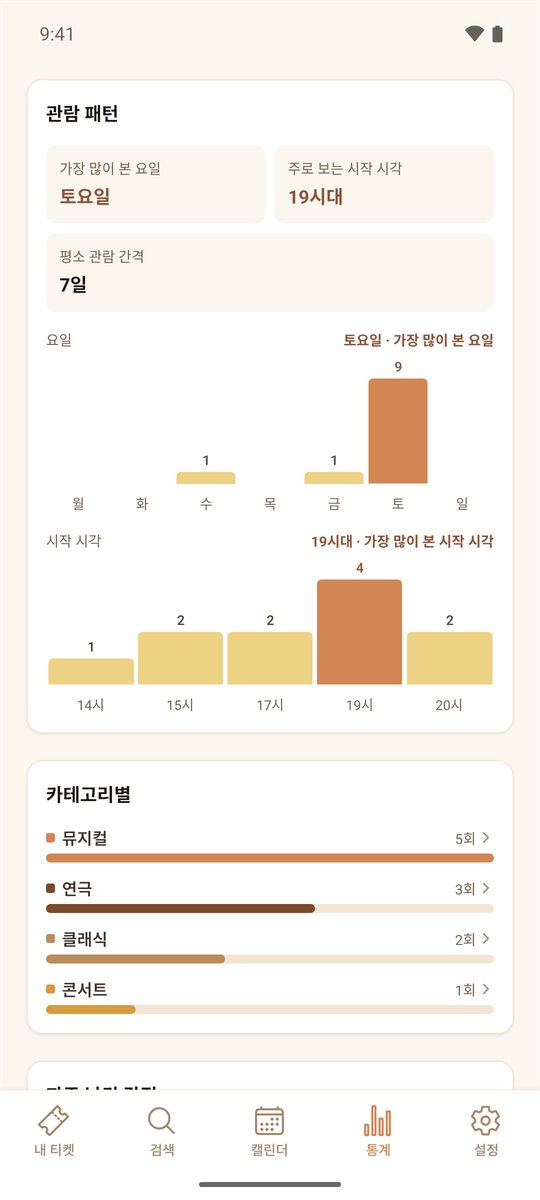 9:41
관람 패턴
가장 많이 본 요일
토요일
주로 보는 시작 시각
19시대
평소 관람 간격
7일
요일
토요일 · 가장 많이 본 요일
9
1
1
월 화 수 목 금 토 일
시작 시각
19시대 · 가장 많이 본 시작 시각
4
1 2 2 2
14시 15시 17시 19시 20시
카테고리별
뮤지컬 5회
연극 3회
클래식 2회
콘서트 1회
내 티켓 검색 캘린더 통계 설정